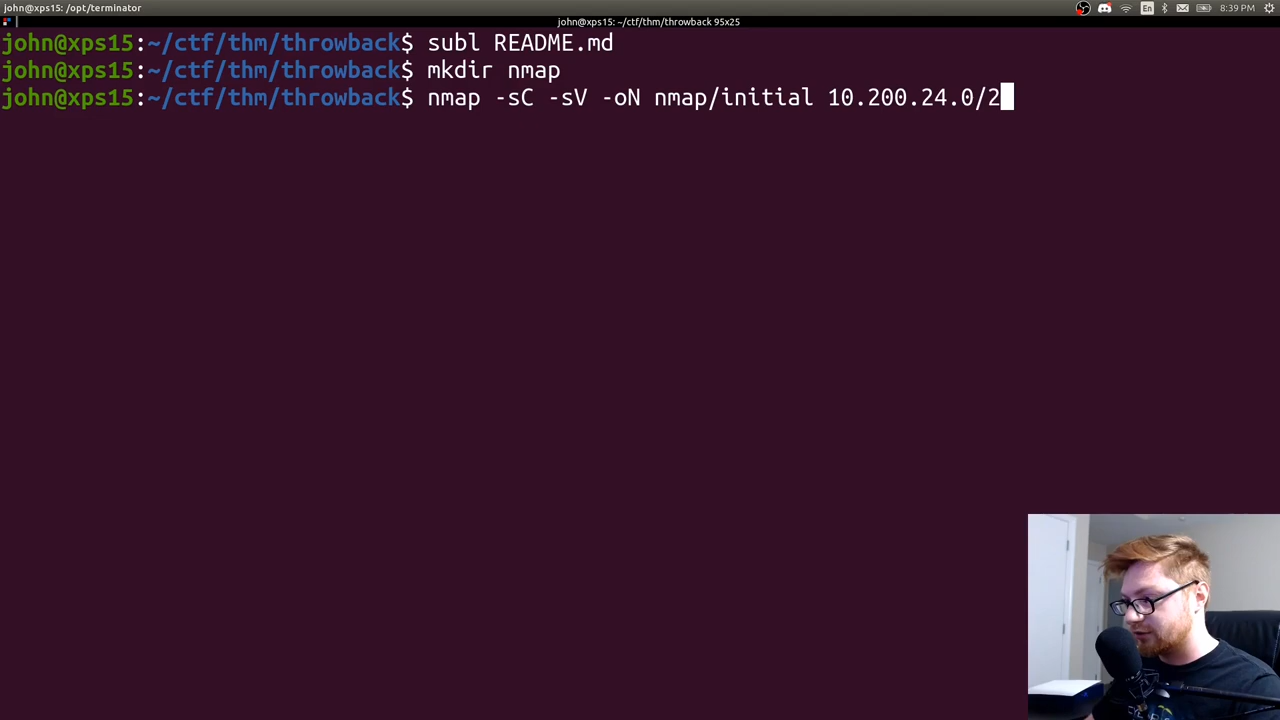 john@xps15: /opt/terminator
En
8:39 PM
john@xps15: ~/ctf/thm/throwback 95x25
john@xps15:~/ctf/thm/throwback$ subl README.md
john@xps15:~/ctf/thm/throwback$ mkdir nmap
john@xps15:~/ctf/thm/throwback$ nmap -sC -sV -oN nmap/initial 10.200.24.0/2